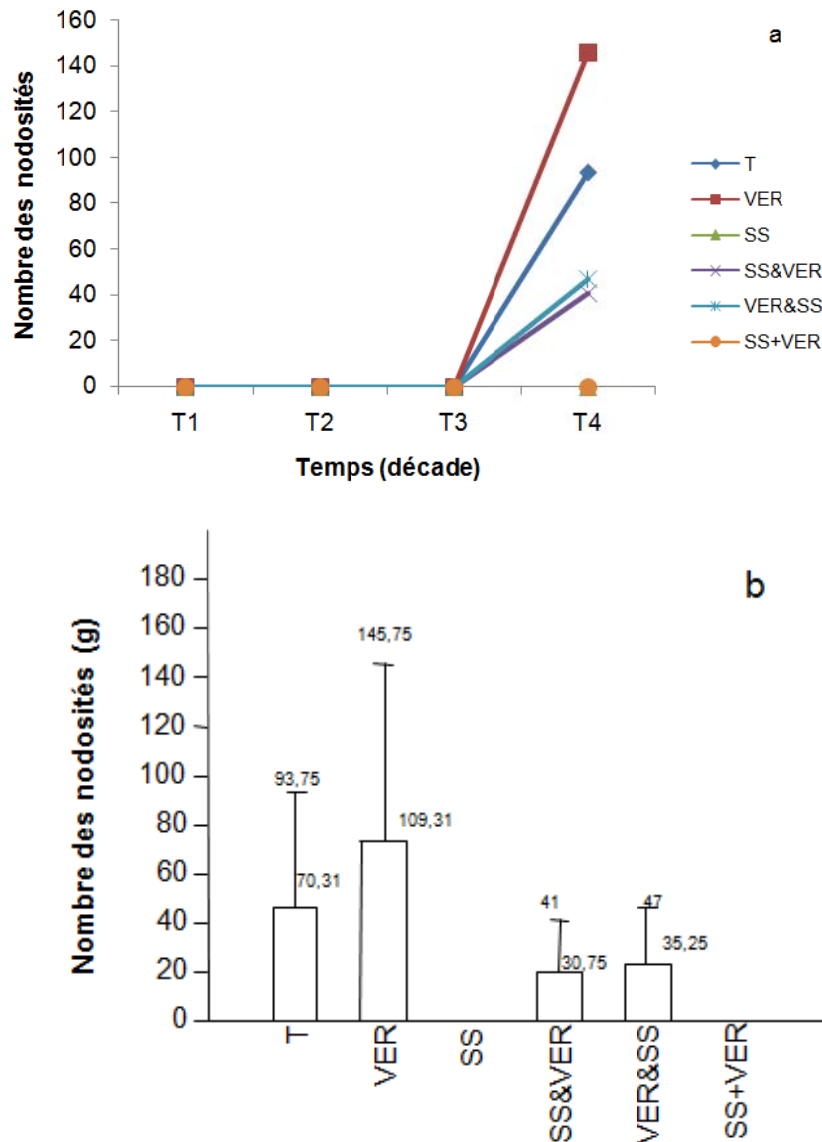 a
160
140
120
100
80
60
40
20
0
Nombre des nodosités
T1 T2 T3 T4
Temps (décade)
T
VER
SS
SS&VER
VER&SS
SS+VER
b
Nombre des nodosités (g)
180
160
140
120
100
80
60
40
20
0
93,75
70,31
145,75
109,31
41
30,75
47
35,25
T
VER
SS
SS&VER
VER&SS
SS+VER